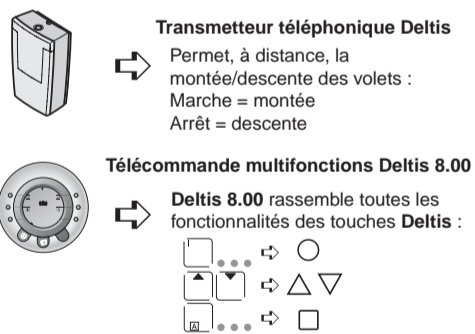 Transmetteur téléphonique Deltis
Permet, à distance, la
montée/descente des volets :
Marche = montée
Arrêt = descente
Télécommande multifonctions Deltis 8.00
Deltis 8.00 rassemble toutes les
fonctionnalités des touches Deltis :
A